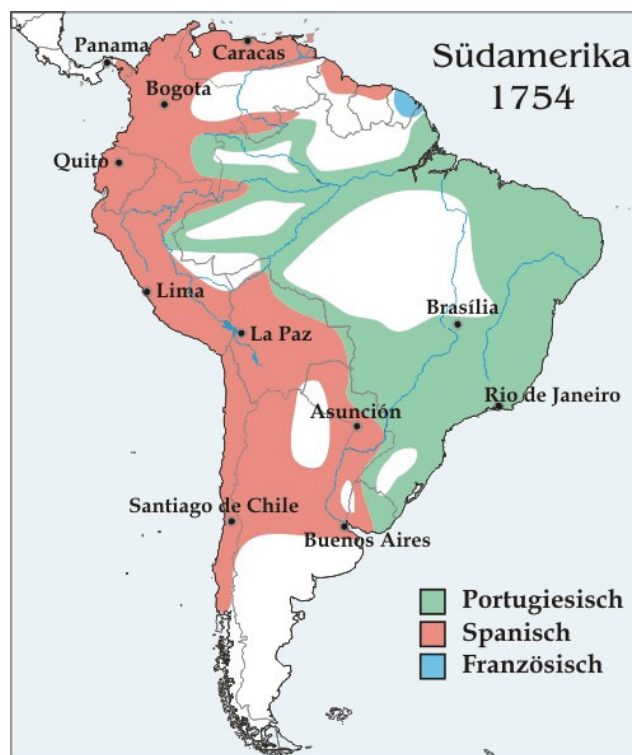 Südamerika
1754
Panama
Caracas
Bogota
Quito
Lima
La Paz
Brasília
Asunción
Rio de Janeiro
Santiago de Chile
Buenos Aires
Portugiesisch
Spanisch
Französisch